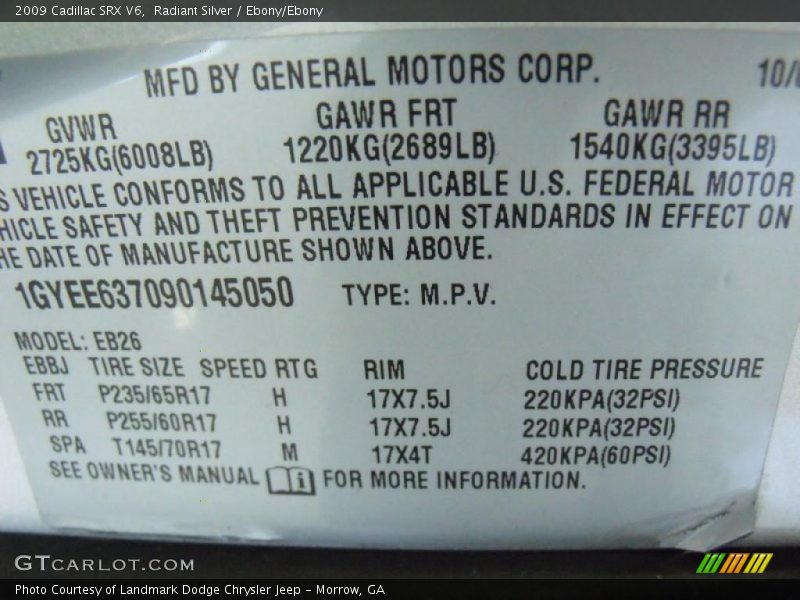 2009 Cadillac SRX V6, Radiant Silver / Ebony/Ebony
MFD BY GENERAL MOTORS CORP. 10/
GVWR GAWR FRT GAWR RR
2725KG(6008LB) 1220KG(2689LB) 1540KG(3395LB)
S VEHICLE CONFORMS TO ALL APPLICABLE U.S. FEDERAL MOTOR
HICLE SAFETY AND THEFT PREVENTION STANDARDS IN EFFECT ON
HE DATE OF MANUFACTURE SHOWN ABOVE.
1GYEE637090145050 TYPE: M.P.V.
MODEL: EB26
EBBJ TIRE SIZE SPEED RTG RIM COLD TIRE PRESSURE
FRT P235/65R17 H 17X7.5J 220KPA(32PSI)
RR P255/60R17 H 17X7.5J 220KPA(32PSI)
SPA T145/70R17 M 17X4T 420KPA(60PSI)
SEE OWNER'S MANUAL i FOR MORE INFORMATION.
GTCARLOT.COM
Photo Courtesy of Landmark Dodge Chrysler Jeep - Morrow, GA